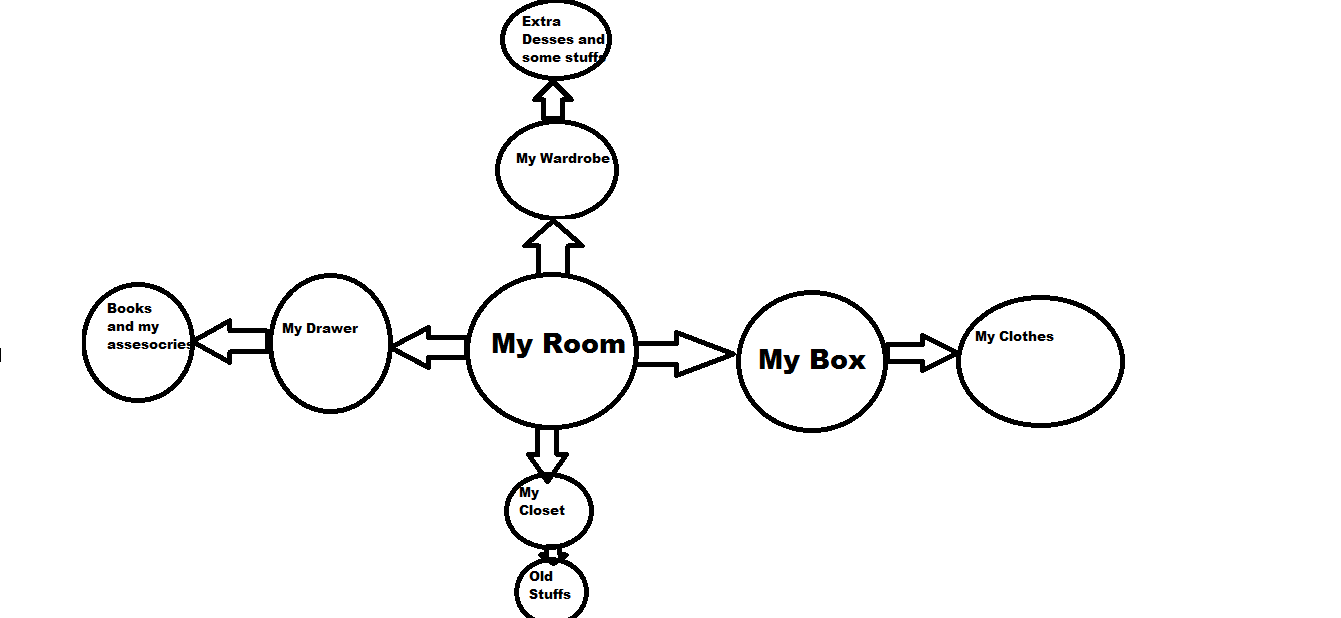 Extra
Desses and
some stuffs
My Wardrobe
Books
and my
assesocries
My Drawer
My Room
My Box
My Clothes
My
Closet
Old
Stuffs